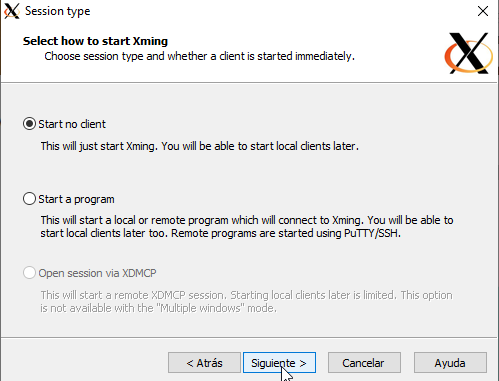 Session type
Select how to start Xming
Choose session type and whether a client is started immediately.
Start no client
This will just start Xming. You will be able to start local clients later.
Start a program
This will start a local or remote program which will connect to Xming. You will be able to
start local clients later too. Remote programs are started using PuTTY/SSH.
Open session via XDMCP
This will start a remote XDMCP session. Starting local clients later is limited. This option
is not available with the "Multiple windows" mode.
< Atrás Siguiente > Cancelar Ayuda